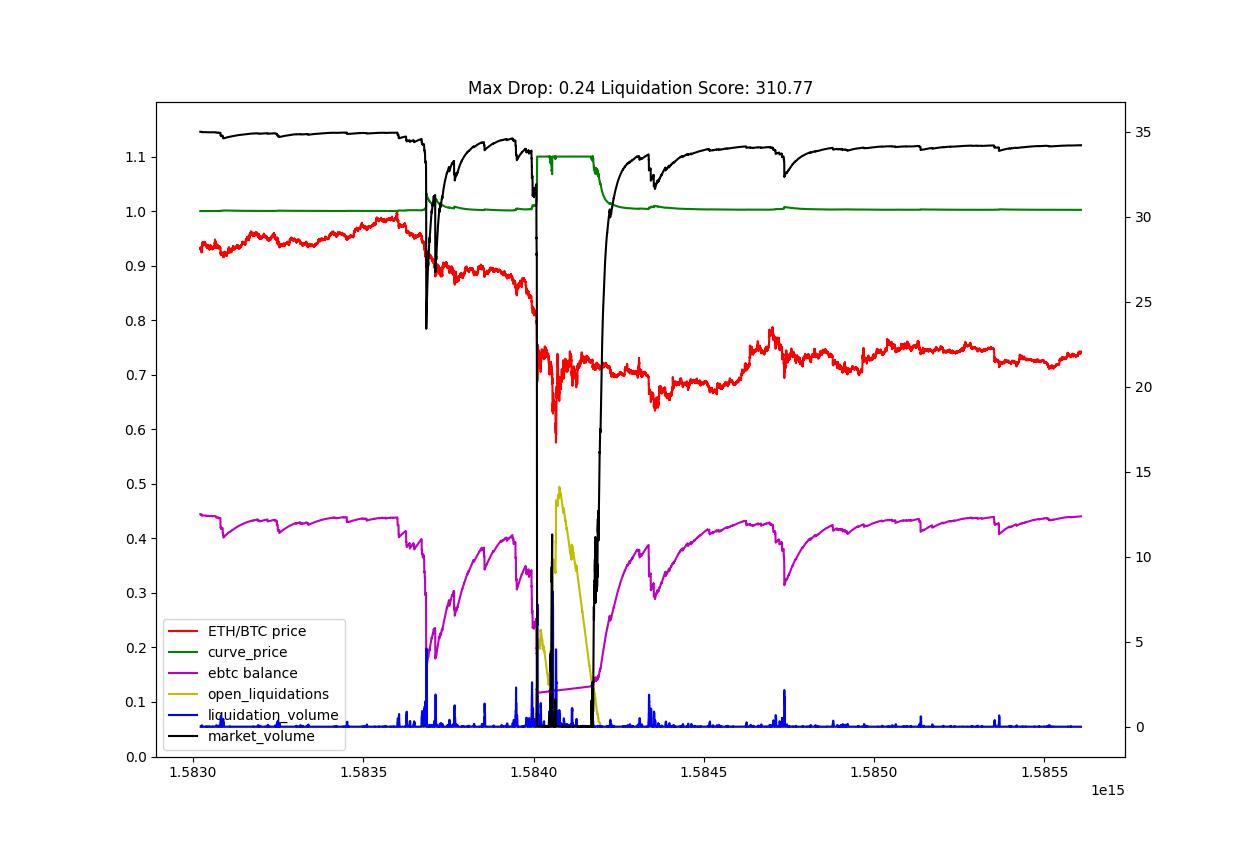 Max Drop: 0.24 Liquidation Score: 310.77
1.1
1.0
0.9
0.8
0.7
0.6
0.5
0.4
0.3
0.2
0.1
0.0
35
30
25
20
15
10
5
0
ETH/BTC price
curve_price
ebtc balance
open_liquidations
liquidation_volume
market_volume
1.5830 1.5835 1.5840 1.5845 1.5850 1.5855
1e15